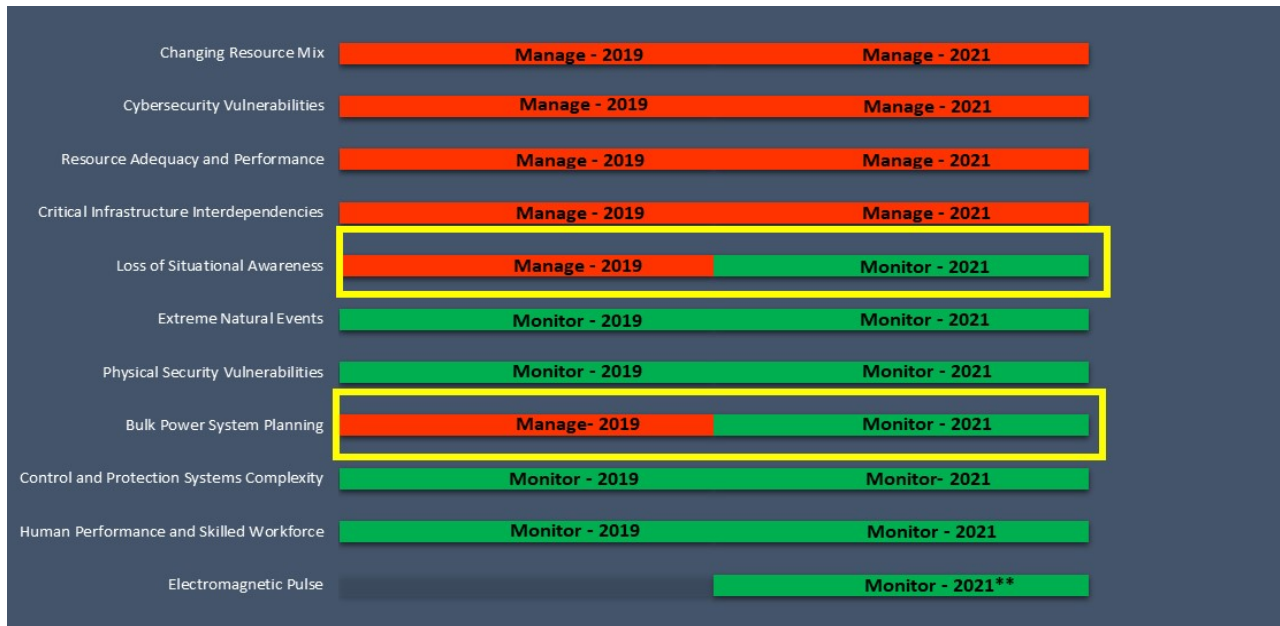 Changing Resource Mix Manage - 2019 Manage - 2021
Cybersecurity Vulnerabilities Manage - 2019 Manage - 2021
Resource Adequacy and Performance Manage - 2019 Manage - 2021
Critical Infrastructure Interdependencies Manage - 2019 Manage - 2021
Loss of Situational Awareness Manage - 2019 Monitor - 2021
Extreme Natural Events Monitor - 2019 Monitor - 2021
Physical Security Vulnerabilities Monitor - 2019 Monitor - 2021
Bulk Power System Planning Manage- 2019 Monitor - 2021
Control and Protection Systems Complexity Monitor - 2019 Monitor- 2021
Human Performance and Skilled Workforce Monitor - 2019 Monitor - 2021
Electromagnetic Pulse Monitor - 2021**